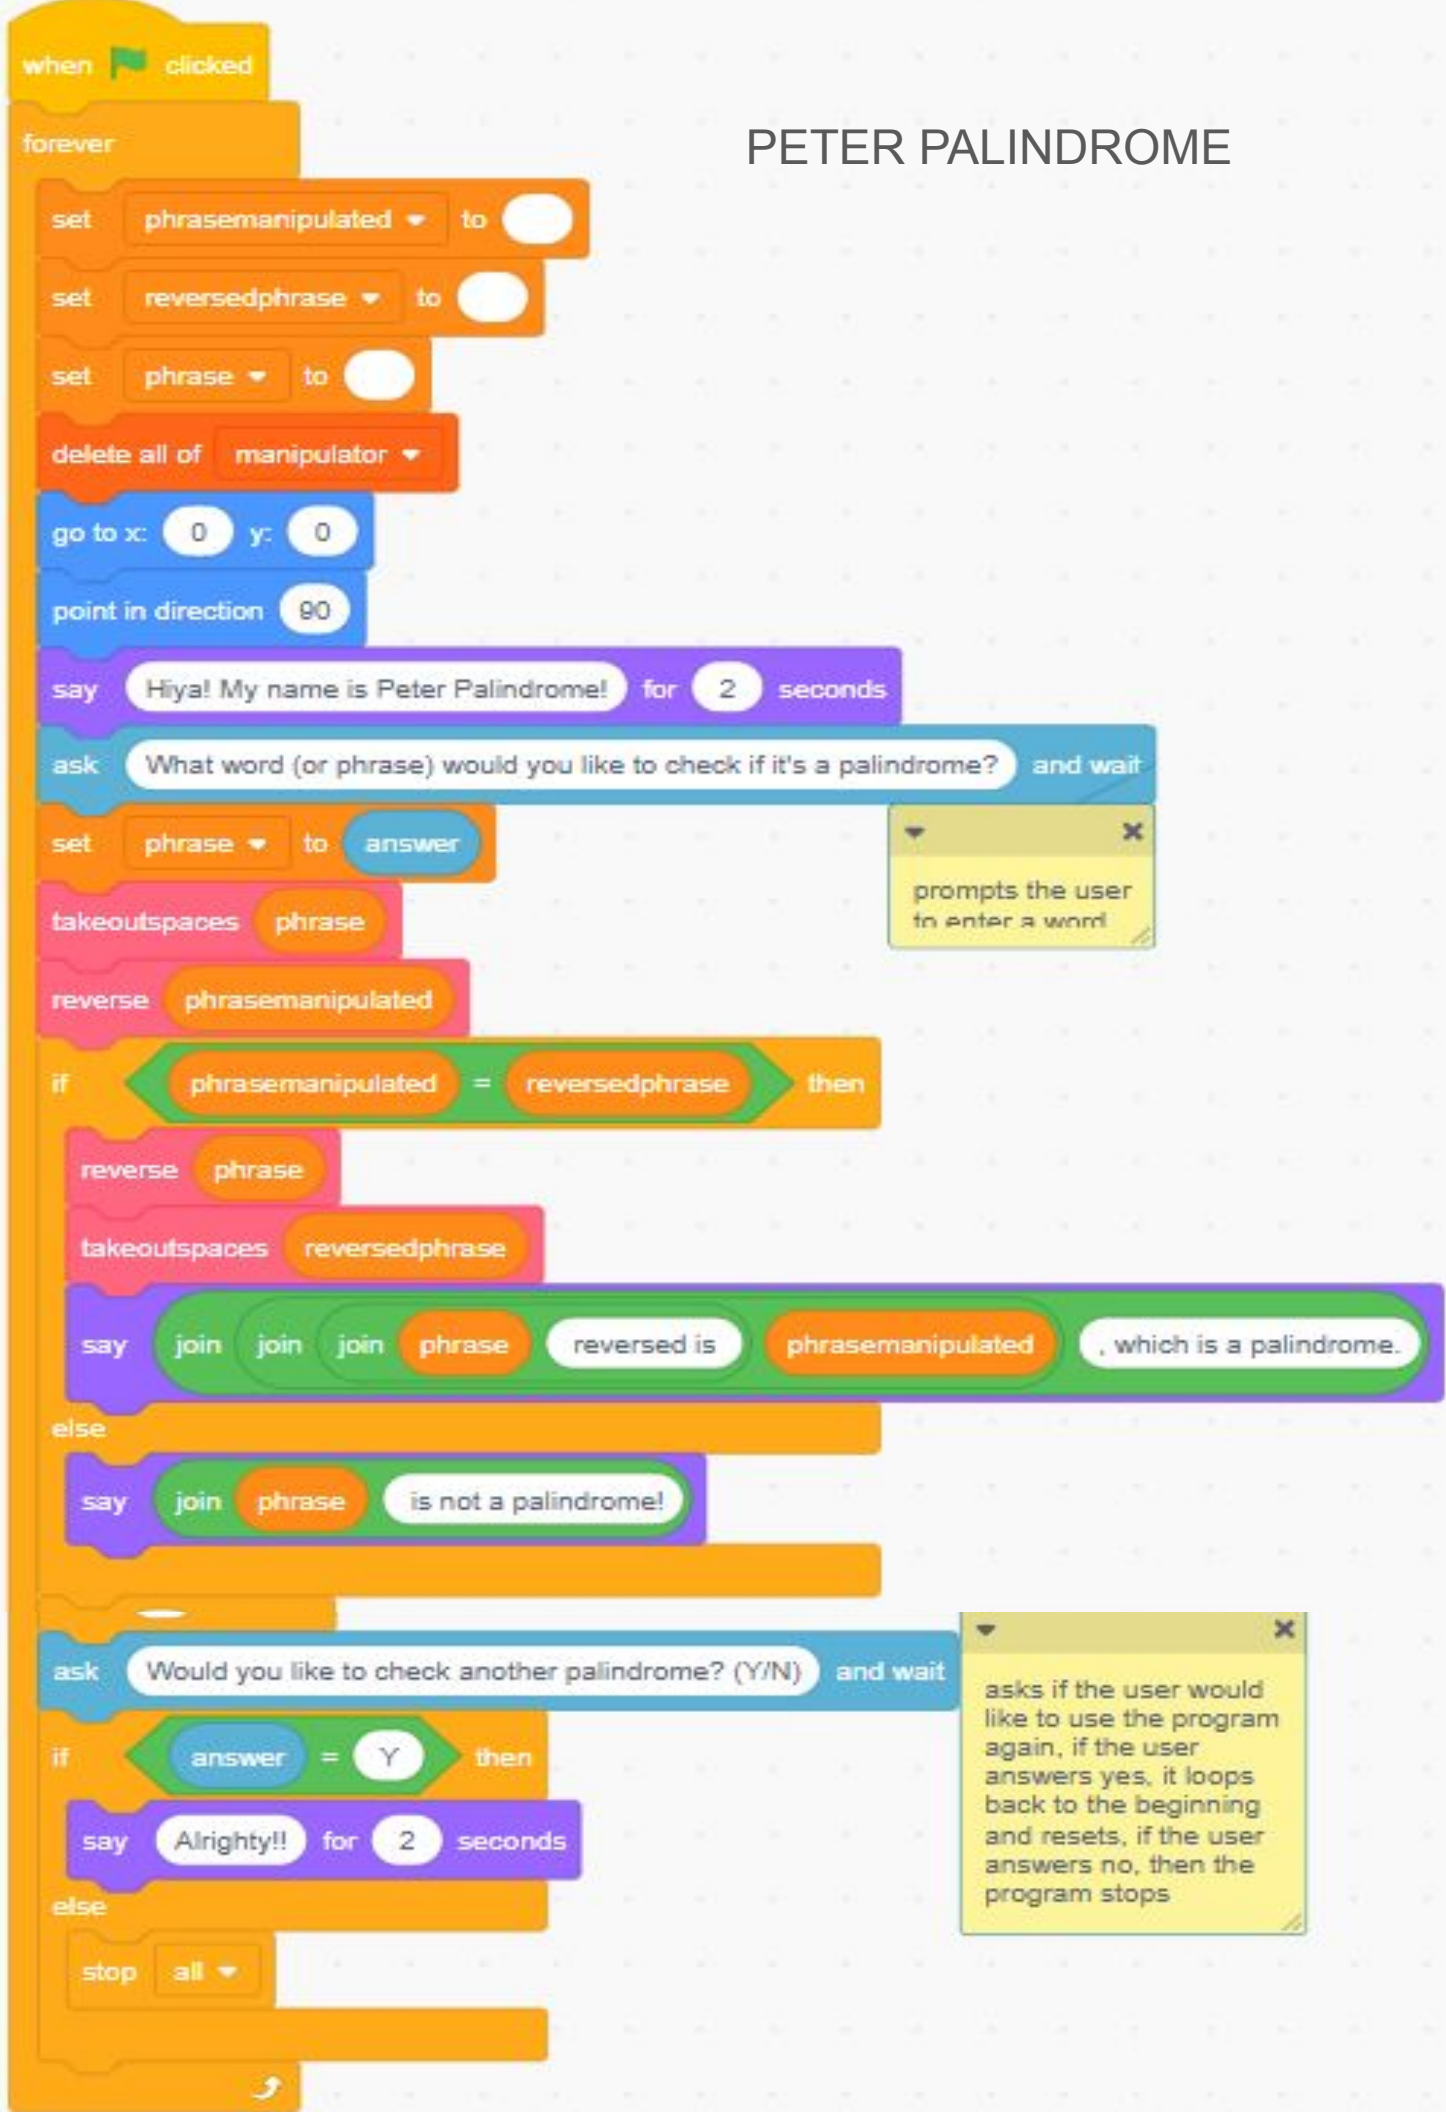 when clicked
forever
PETER PALINDROME
set phrasemanipulated to
set reversedphrase to
set phrase to
delete all of manipulator
go to x: 0 y: 0
point in direction 90
say Hiya! My name is Peter Palindrome! for 2 seconds
ask What word (or phrase) would you like to check if it's a palindrome? and wait
set phrase to answer
prompts the user
to enter a word
takeoutspaces phrase
reverse phrasemanipulated
if phrasemanipulated = reversedphrase then
reverse phrase
takeoutspaces reversedphrase
say join join join phrase reversed is phrasemanipulated , which is a palindrome.
else
say join phrase is not a palindrome!
ask Would you like to check another palindrome? (Y/N) and wait
asks if the user would
like to use the program
again, if the user
answers yes, it loops
back to the beginning
and resets, if the user
answers no, then the
program stops
if answer = Y then
say Alrighty!! for 2 seconds
else
stop all